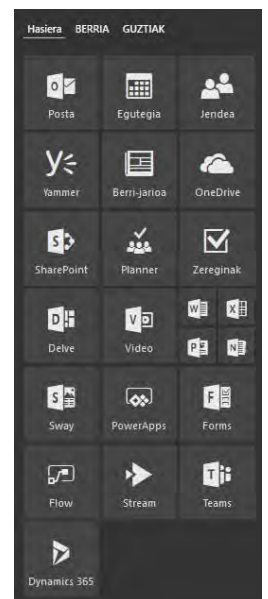 Hasiera BERRIA GUZTIAK
Posta Egutegia Jendea
Yammer Berri-jarioa OneDrive
SharePoint Planner Zereginak
Delve Video
Sway PowerApps Forms
Flow Stream Teams
Dynamics 365